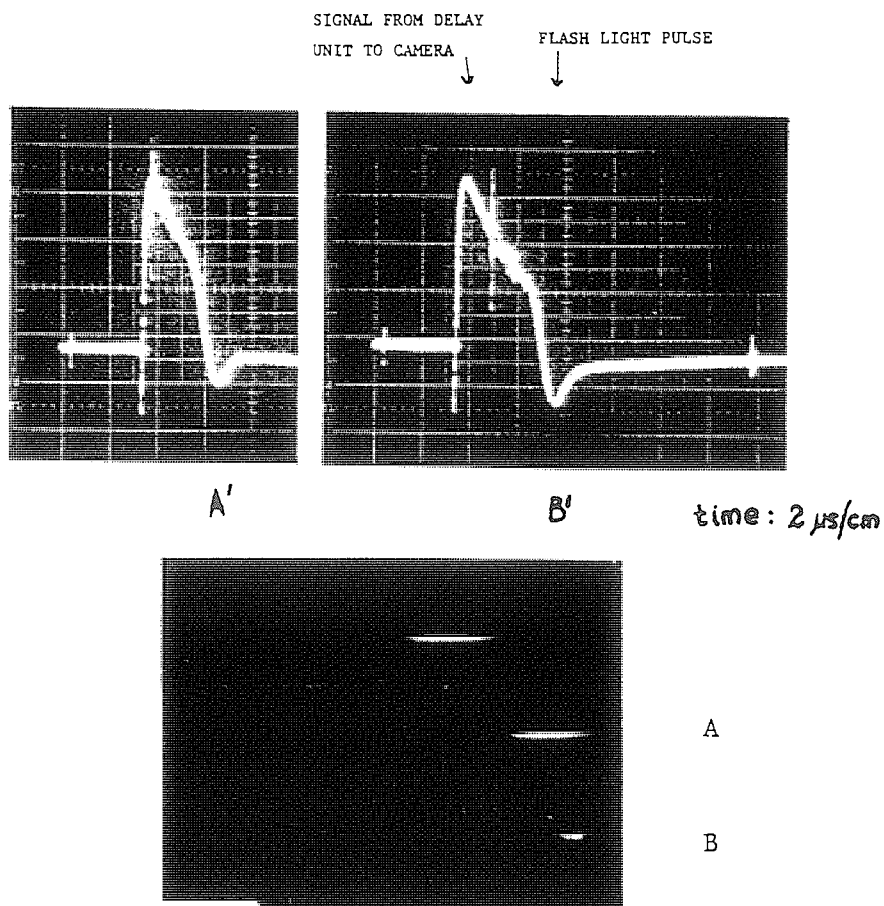 SIGNAL FROM DELAY
UNIT TO CAMERA
FLASH LIGHT PULSE
A'
B'
time: 2 µs/cm
A
B